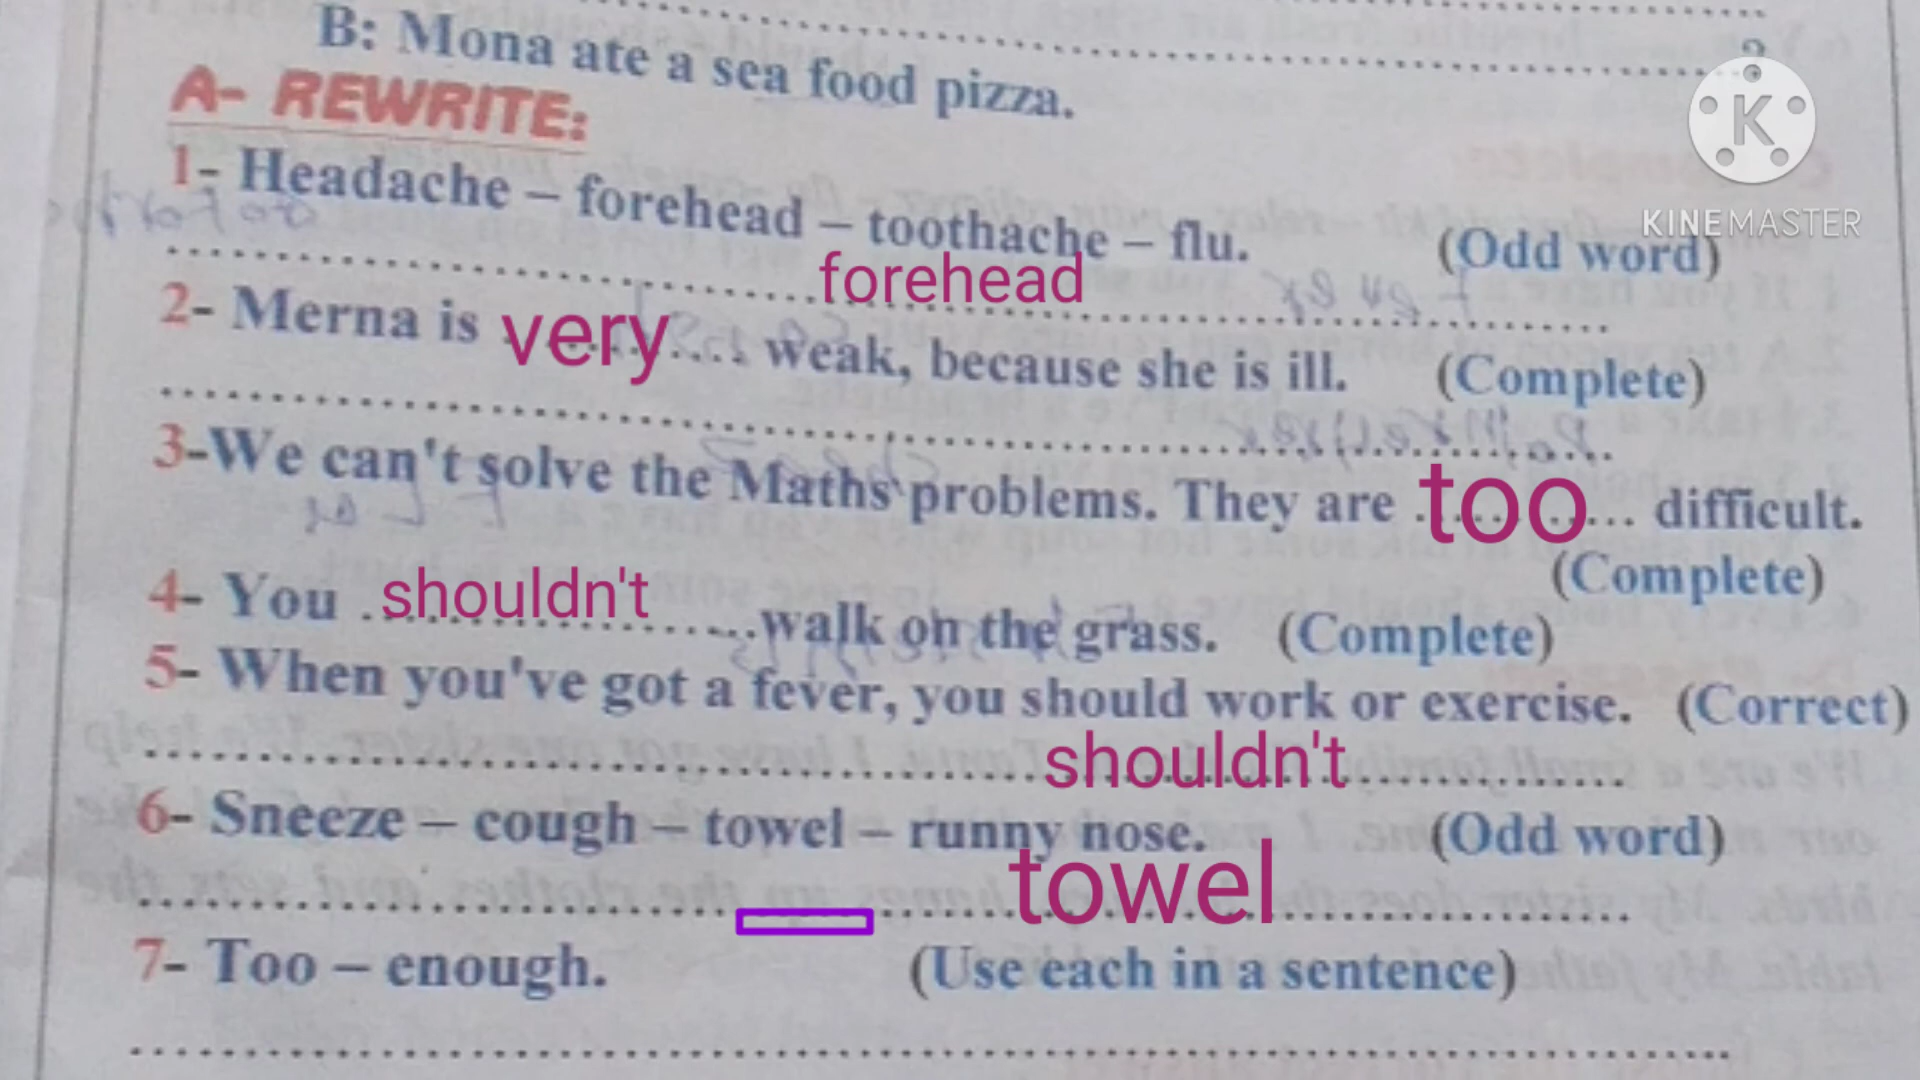 B: Mona ate a sea food pizza.
A- REWRITE:
KINEMASTER
1- Headache – forehead – toothache – flu. (Odd word)
forehead
2- Merna is very weak, because she is ill. (Complete)
3-We can't solve the Maths problems. They are too difficult.
(Complete)
4- You shouldn't walk on the grass. (Complete)
5- When you've got a fever, you should work or exercise. (Correct)
shouldn't
6- Sneeze – cough – towel – runny nose. (Odd word)
towel
7- Too – enough. (Use each in a sentence)